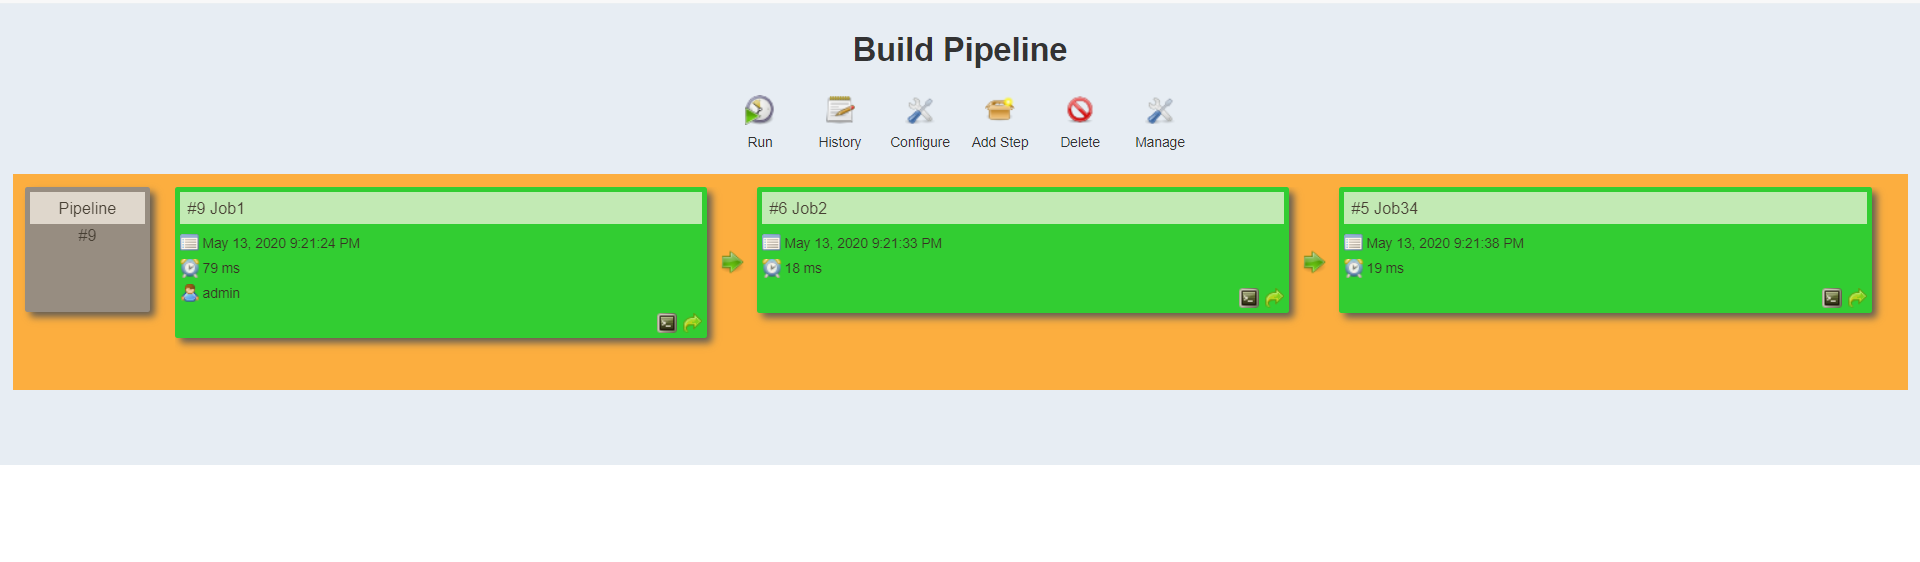 Build Pipeline
Run
History
Configure
Add Step
Delete
Manage
Pipeline
#9
#9 Job1
May 13, 2020 9:21:24 PM
79 ms
admin
#6 Job2
May 13, 2020 9:21:33 PM
18 ms
#5 Job34
May 13, 2020 9:21:38 PM
19 ms